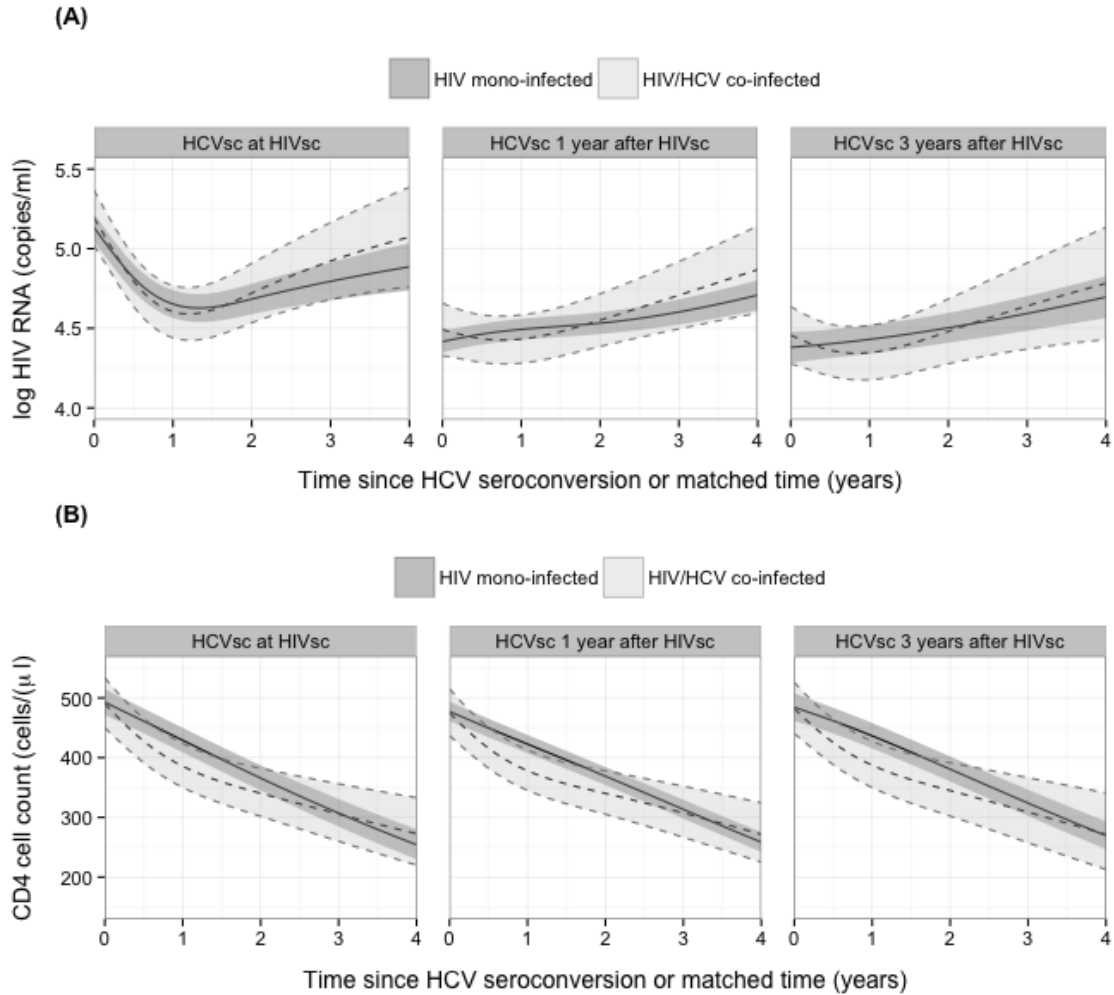 (A)
HIV mono-infected HIV/HCV co-infected
HCVsc at HIVsc HCVsc 1 year after HIVsc HCVsc 3 years after HIVsc
log HIV RNA (copies/ml)
5.5
5.0
4.5
4.0
0 1 2 3 4 0 1 2 3 4 0 1 2 3 4
Time since HCV seroconversion or matched time (years)
(B)
HIV mono-infected HIV/HCV co-infected
HCVsc at HIVsc HCVsc 1 year after HIVsc HCVsc 3 years after HIVsc
CD4 cell count (cells/(μ l)
500
400
300
200
0 1 2 3 4 0 1 2 3 4 0 1 2 3 4
Time since HCV seroconversion or matched time (years)